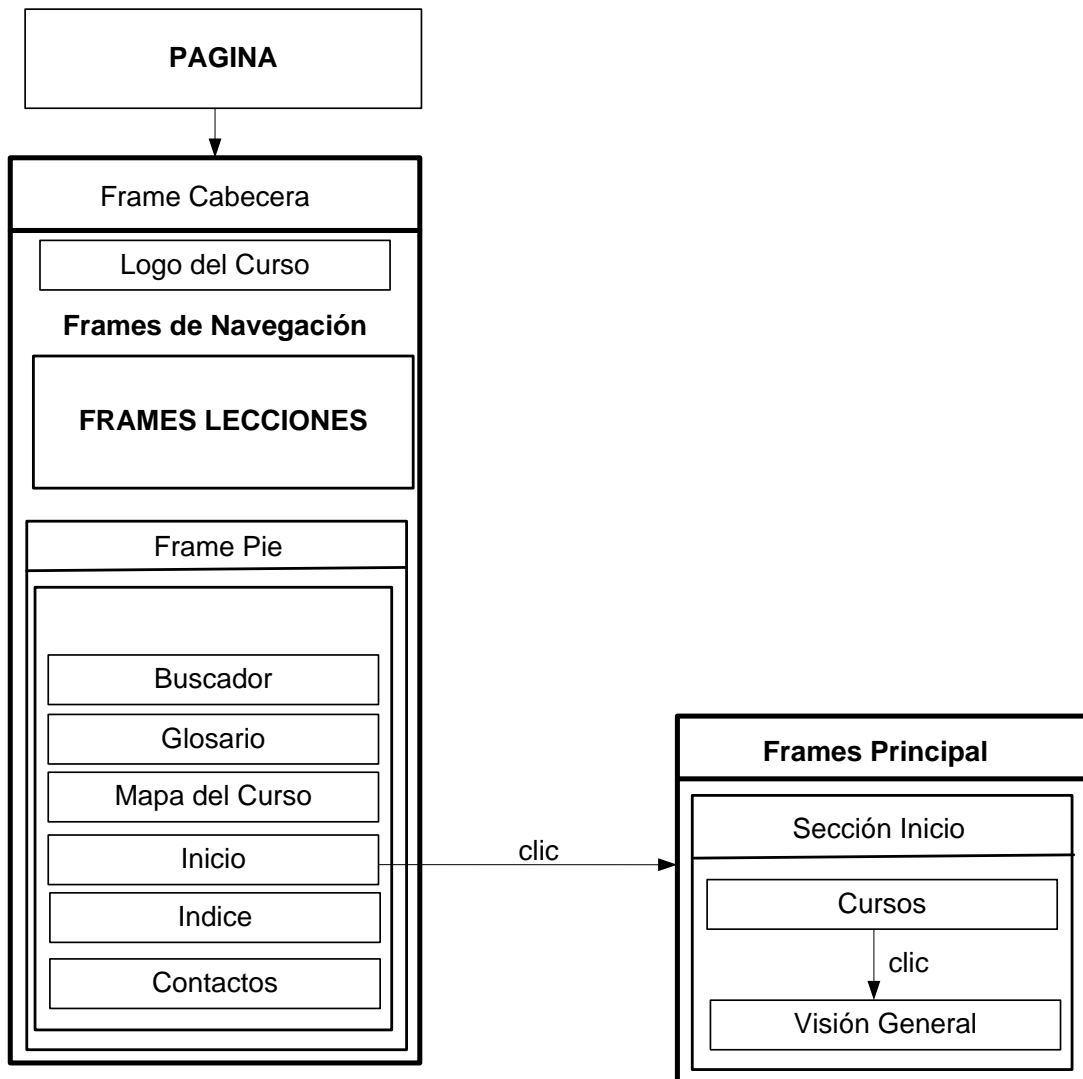 PAGINA
Frame Cabecera
Logo del Curso
Frames de Navegación
FRAMES LECCIONES
Frame Pie
Buscador
Glosario
Mapa del Curso
Inicio
Indice
Contactos
clic
Frames Principal
Sección Inicio
Cursos
clic
Visión General